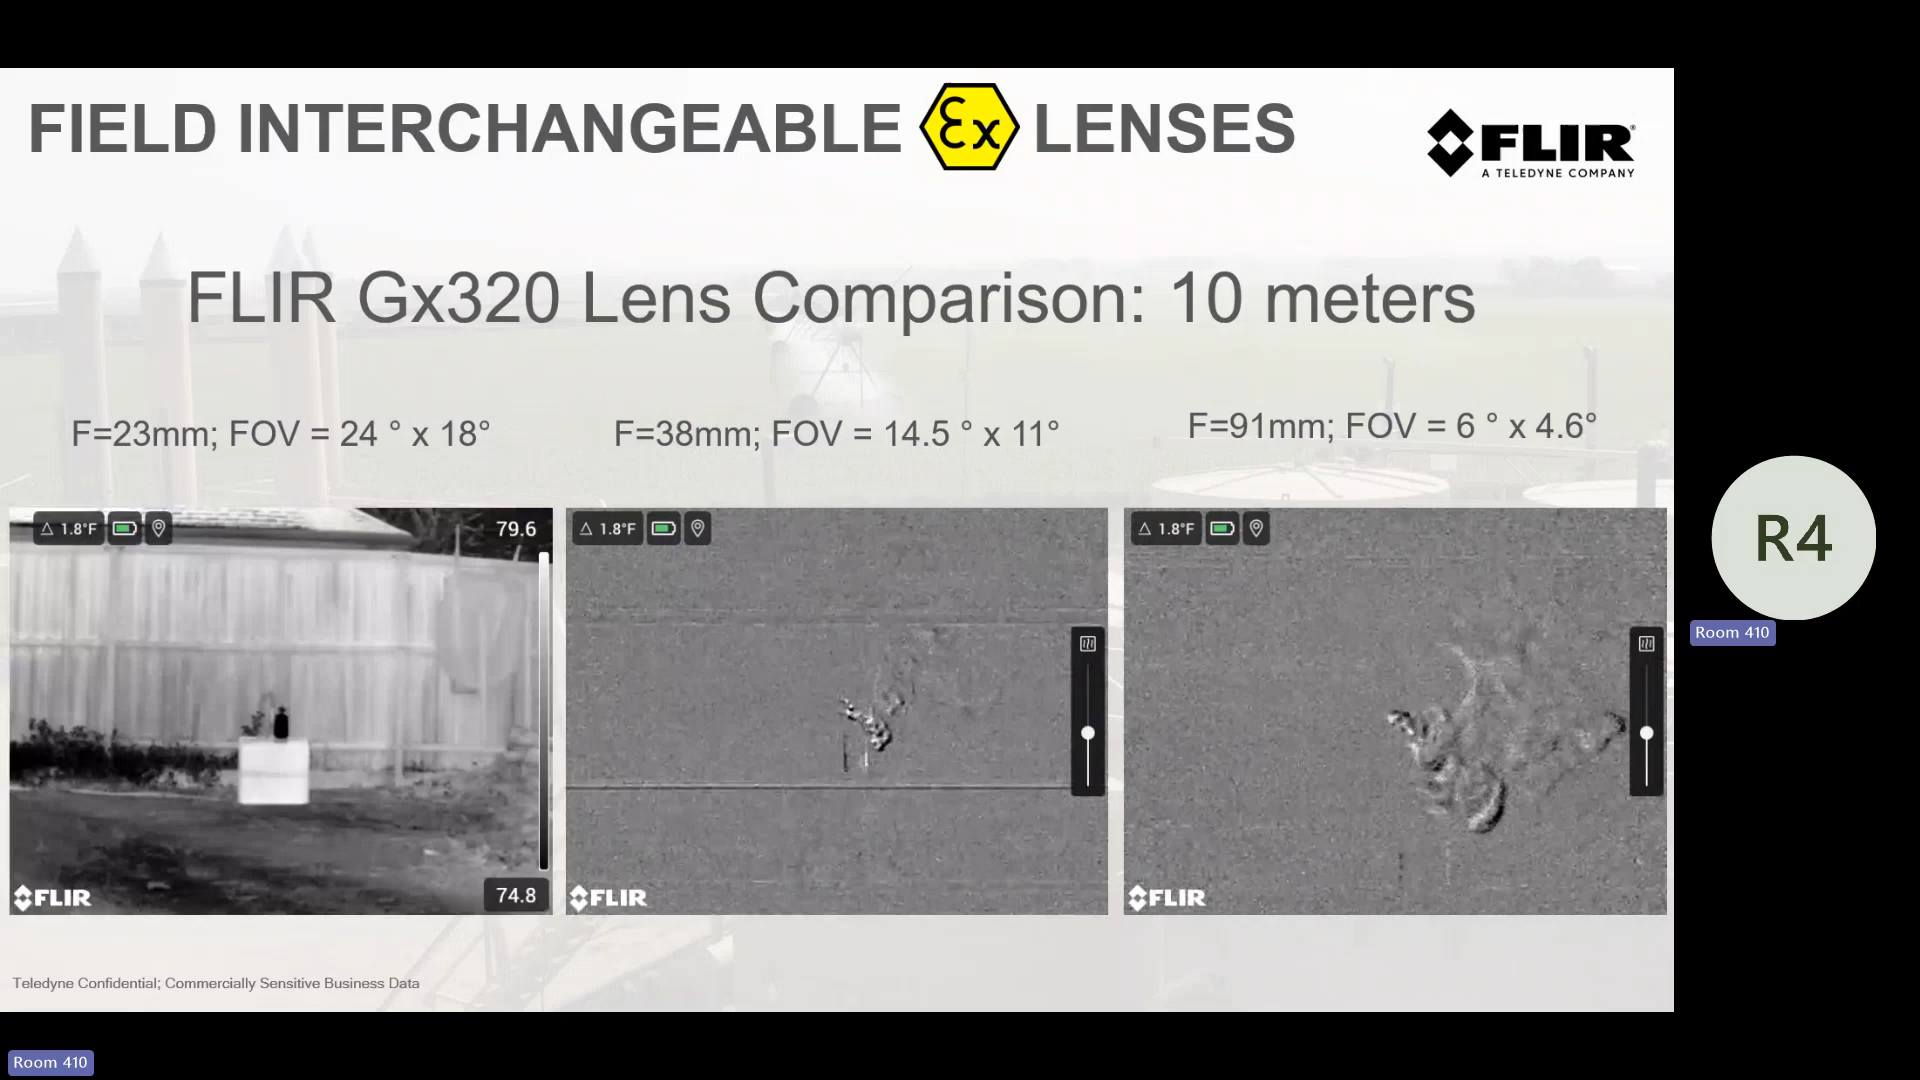 FIELD INTERCHANGEABLE Ex LENSES
FLIR®
A TELEDYNE COMPANY
FLIR Gx320 Lens Comparison: 10 meters
F=23mm; FOV = 24 ° x 18°
F=38mm; FOV = 14.5 ° x 11°
F=91mm; FOV = 6 ° x 4.6°
△ 1.8°F
79.6
74.8
FLIR
△ 1.8°F
FLIR
△ 1.8°F
FLIR
Teledyne Confidential; Commercially Sensitive Business Data
R4
Room 410
Room 410